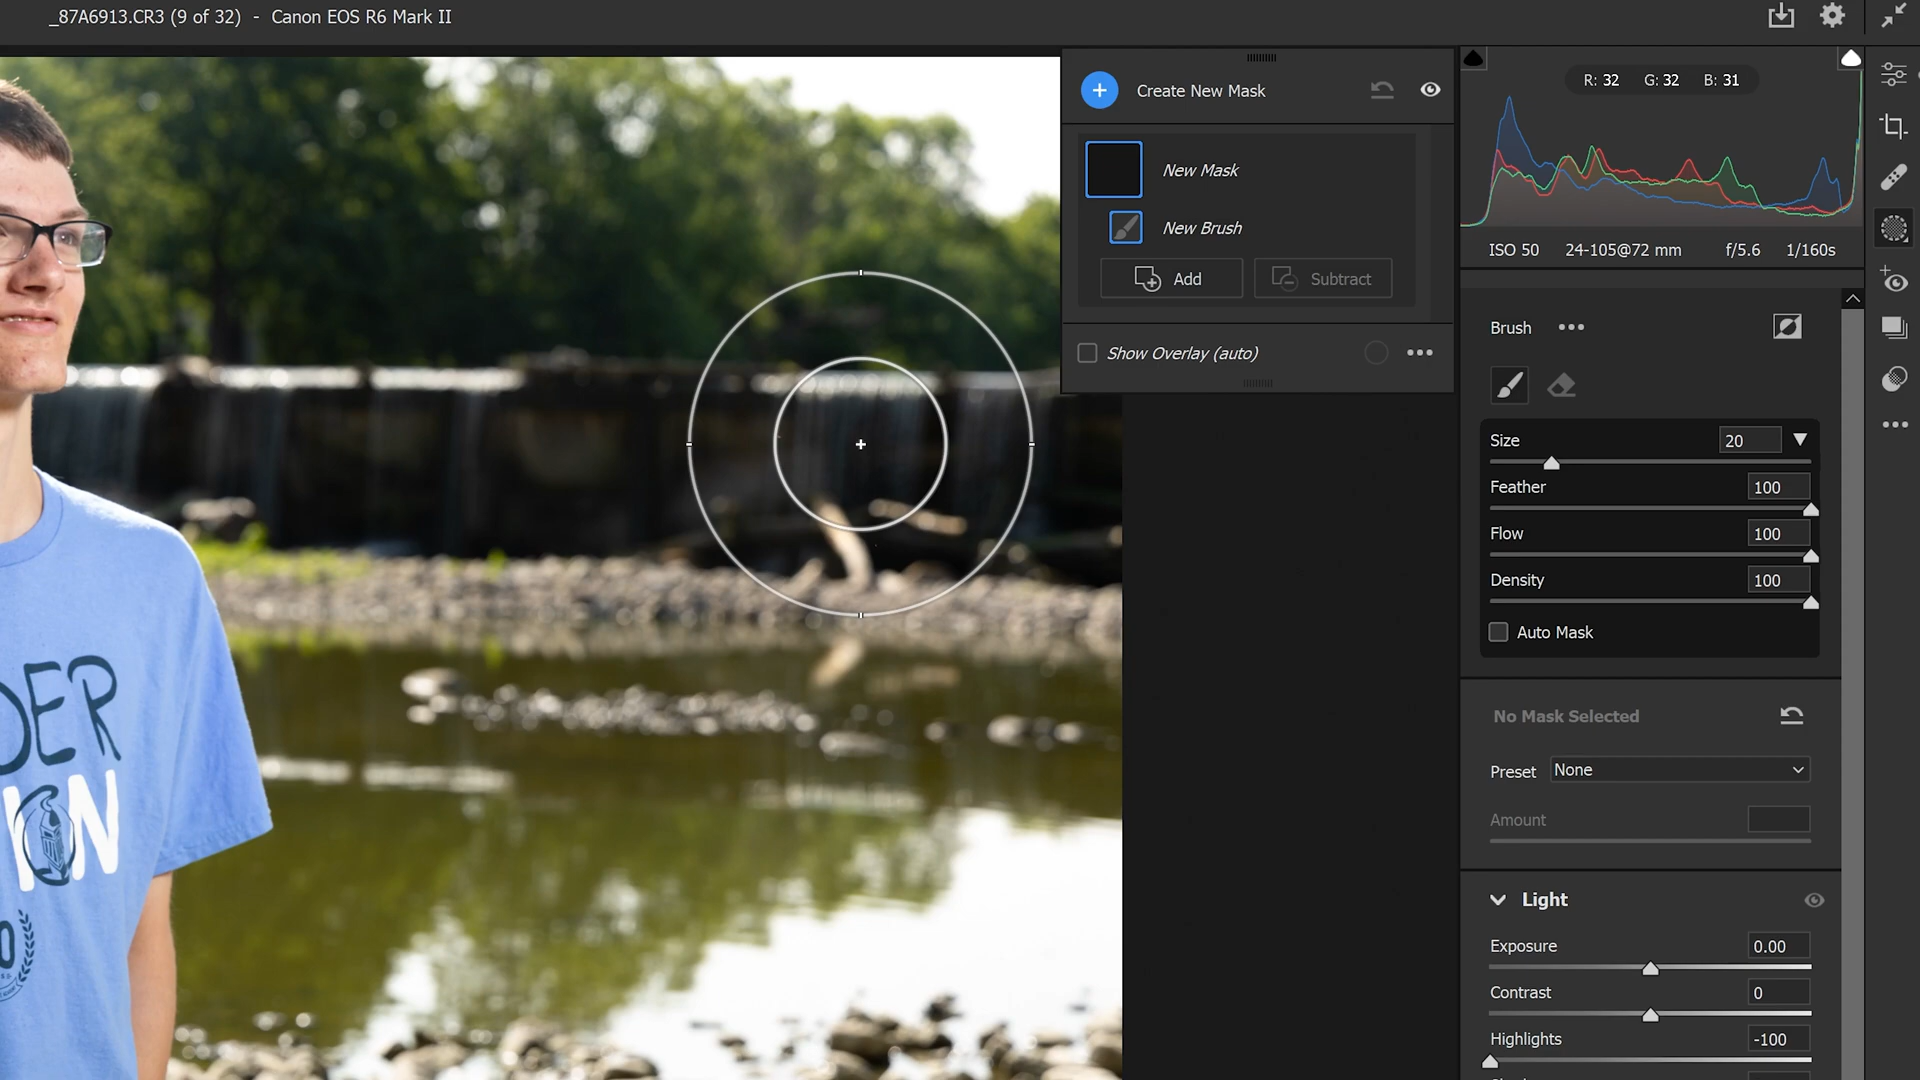 _87A6913.CR3 (9 of 32) - Canon EOS R6 Mark II
Create New Mask
New Mask
New Brush
Add
Subtract
Show Overlay (auto)
R: 32 G: 32 B: 31
ISO 50 24-105@72 mm f/5.6 1/160s
Brush
Size 20
Feather 100
Flow 100
Density 100
Auto Mask
No Mask Selected
Preset None
Amount
Light
Exposure 0.00
Contrast 0
Highlights -100
DER
ON